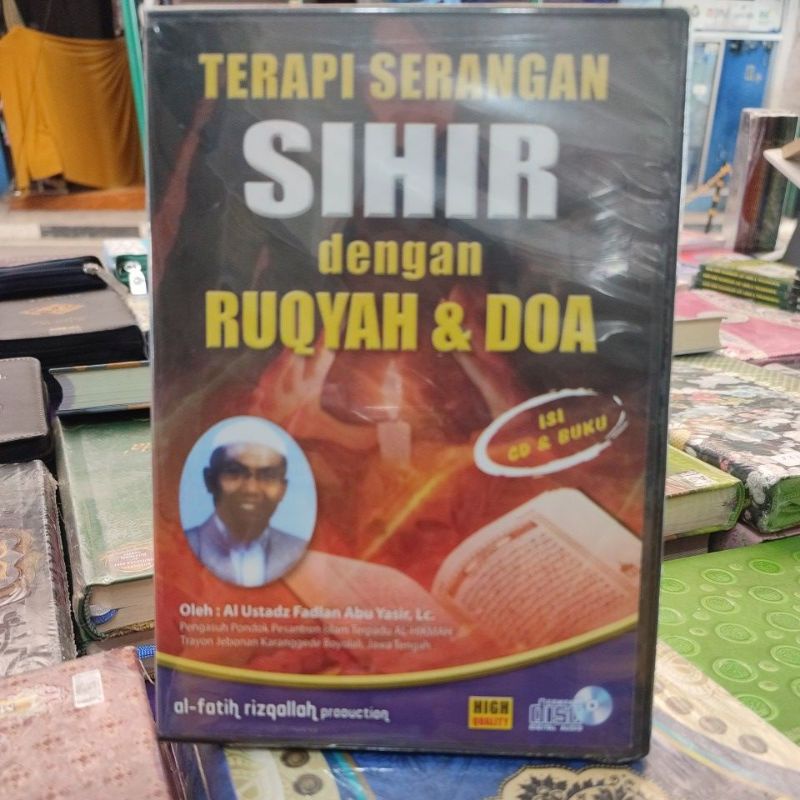 TERAPI SERANGAN
SIHIR
dengan
RUQYAH & DOA
ISI
CD & BUKU
Oleh : Al Ustadz Fadlan Abu Yasir, Lc.
Pengasuh Pondok Pesantren Islam Terpadu AL-HIKMAH
Trayon Jebonan Karanggede Boyolali, Jawa Tengah
al-fatih rizqallah production
HIGH
QUALITY
COMPACT
disc
DIGITAL AUDIO